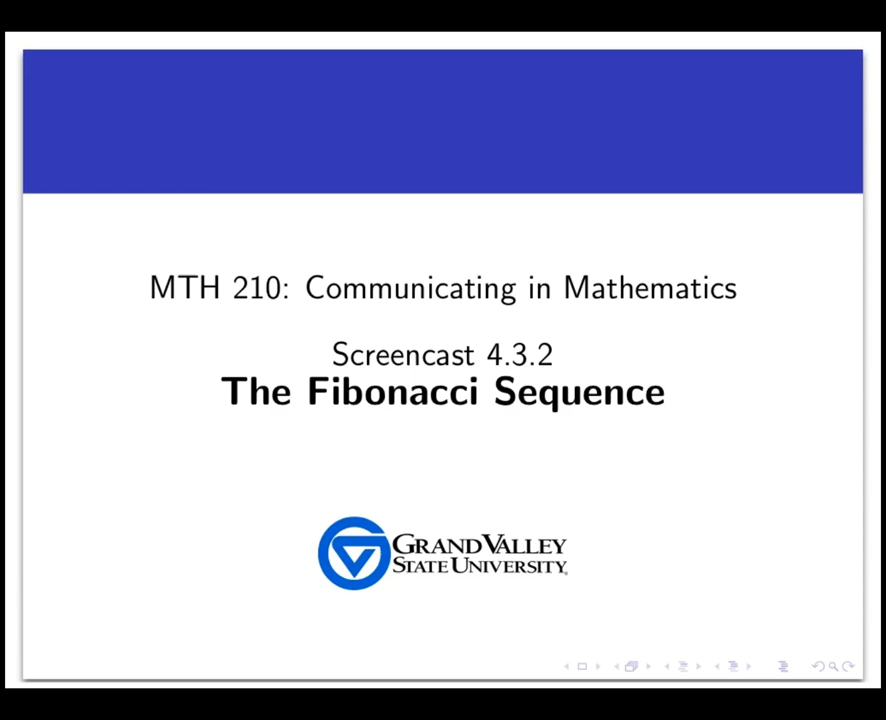 MTH 210: Communicating in Mathematics
Screencast 4.3.2
The Fibonacci Sequence
GRAND VALLEY
STATE UNIVERSITY